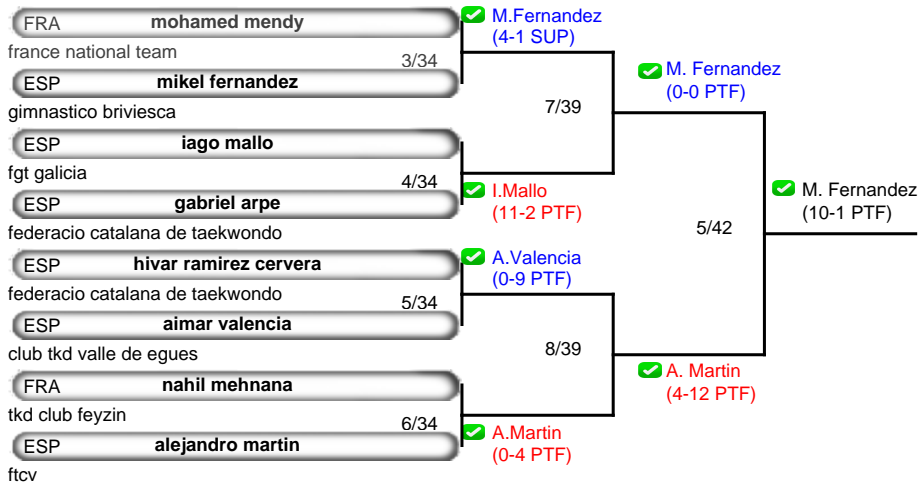 FRA mohamed mendy
france national team
3/34
ESP mikel fernandez
gimnastico briviesca
ESP iago mallo
fgt galicia
4/34
ESP gabriel arpe
federacio catalana de taekwondo
ESP hivar ramirez cervera
federacio catalana de taekwondo
5/34
ESP aimar valencia
club tkd valle de egues
FRA nahil mehnana
tkd club feyzin
6/34
ESP alejandro martin
ftcv
M.Fernandez
(4-1 SUP)
7/39
I.Mallo
(11-2 PTF)
A.Valencia
(0-9 PTF)
8/39
A.Martin
(0-4 PTF)
M. Fernandez
(0-0 PTF)
5/42
A. Martin
(4-12 PTF)
M. Fernandez
(10-1 PTF)